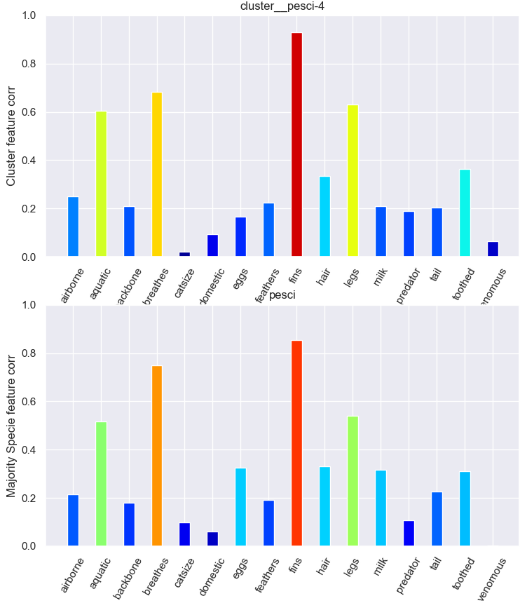 cluster__pesci-4
Cluster feature corr
1.0
0.8
0.6
0.4
0.2
0.0
airborne
aquatic
backbone
breathes
catsize
domestic
eggs
feathers
fins
hair
legs
milk
predator
tail
toothed
enomous
pesci
Majority Specie feature corr
1.0
0.8
0.6
0.4
0.2
0.0
airborne
aquatic
backbone
breathes
catsize
domestic
eggs
feathers
fins
hair
legs
milk
predator
tail
toothed
venomous